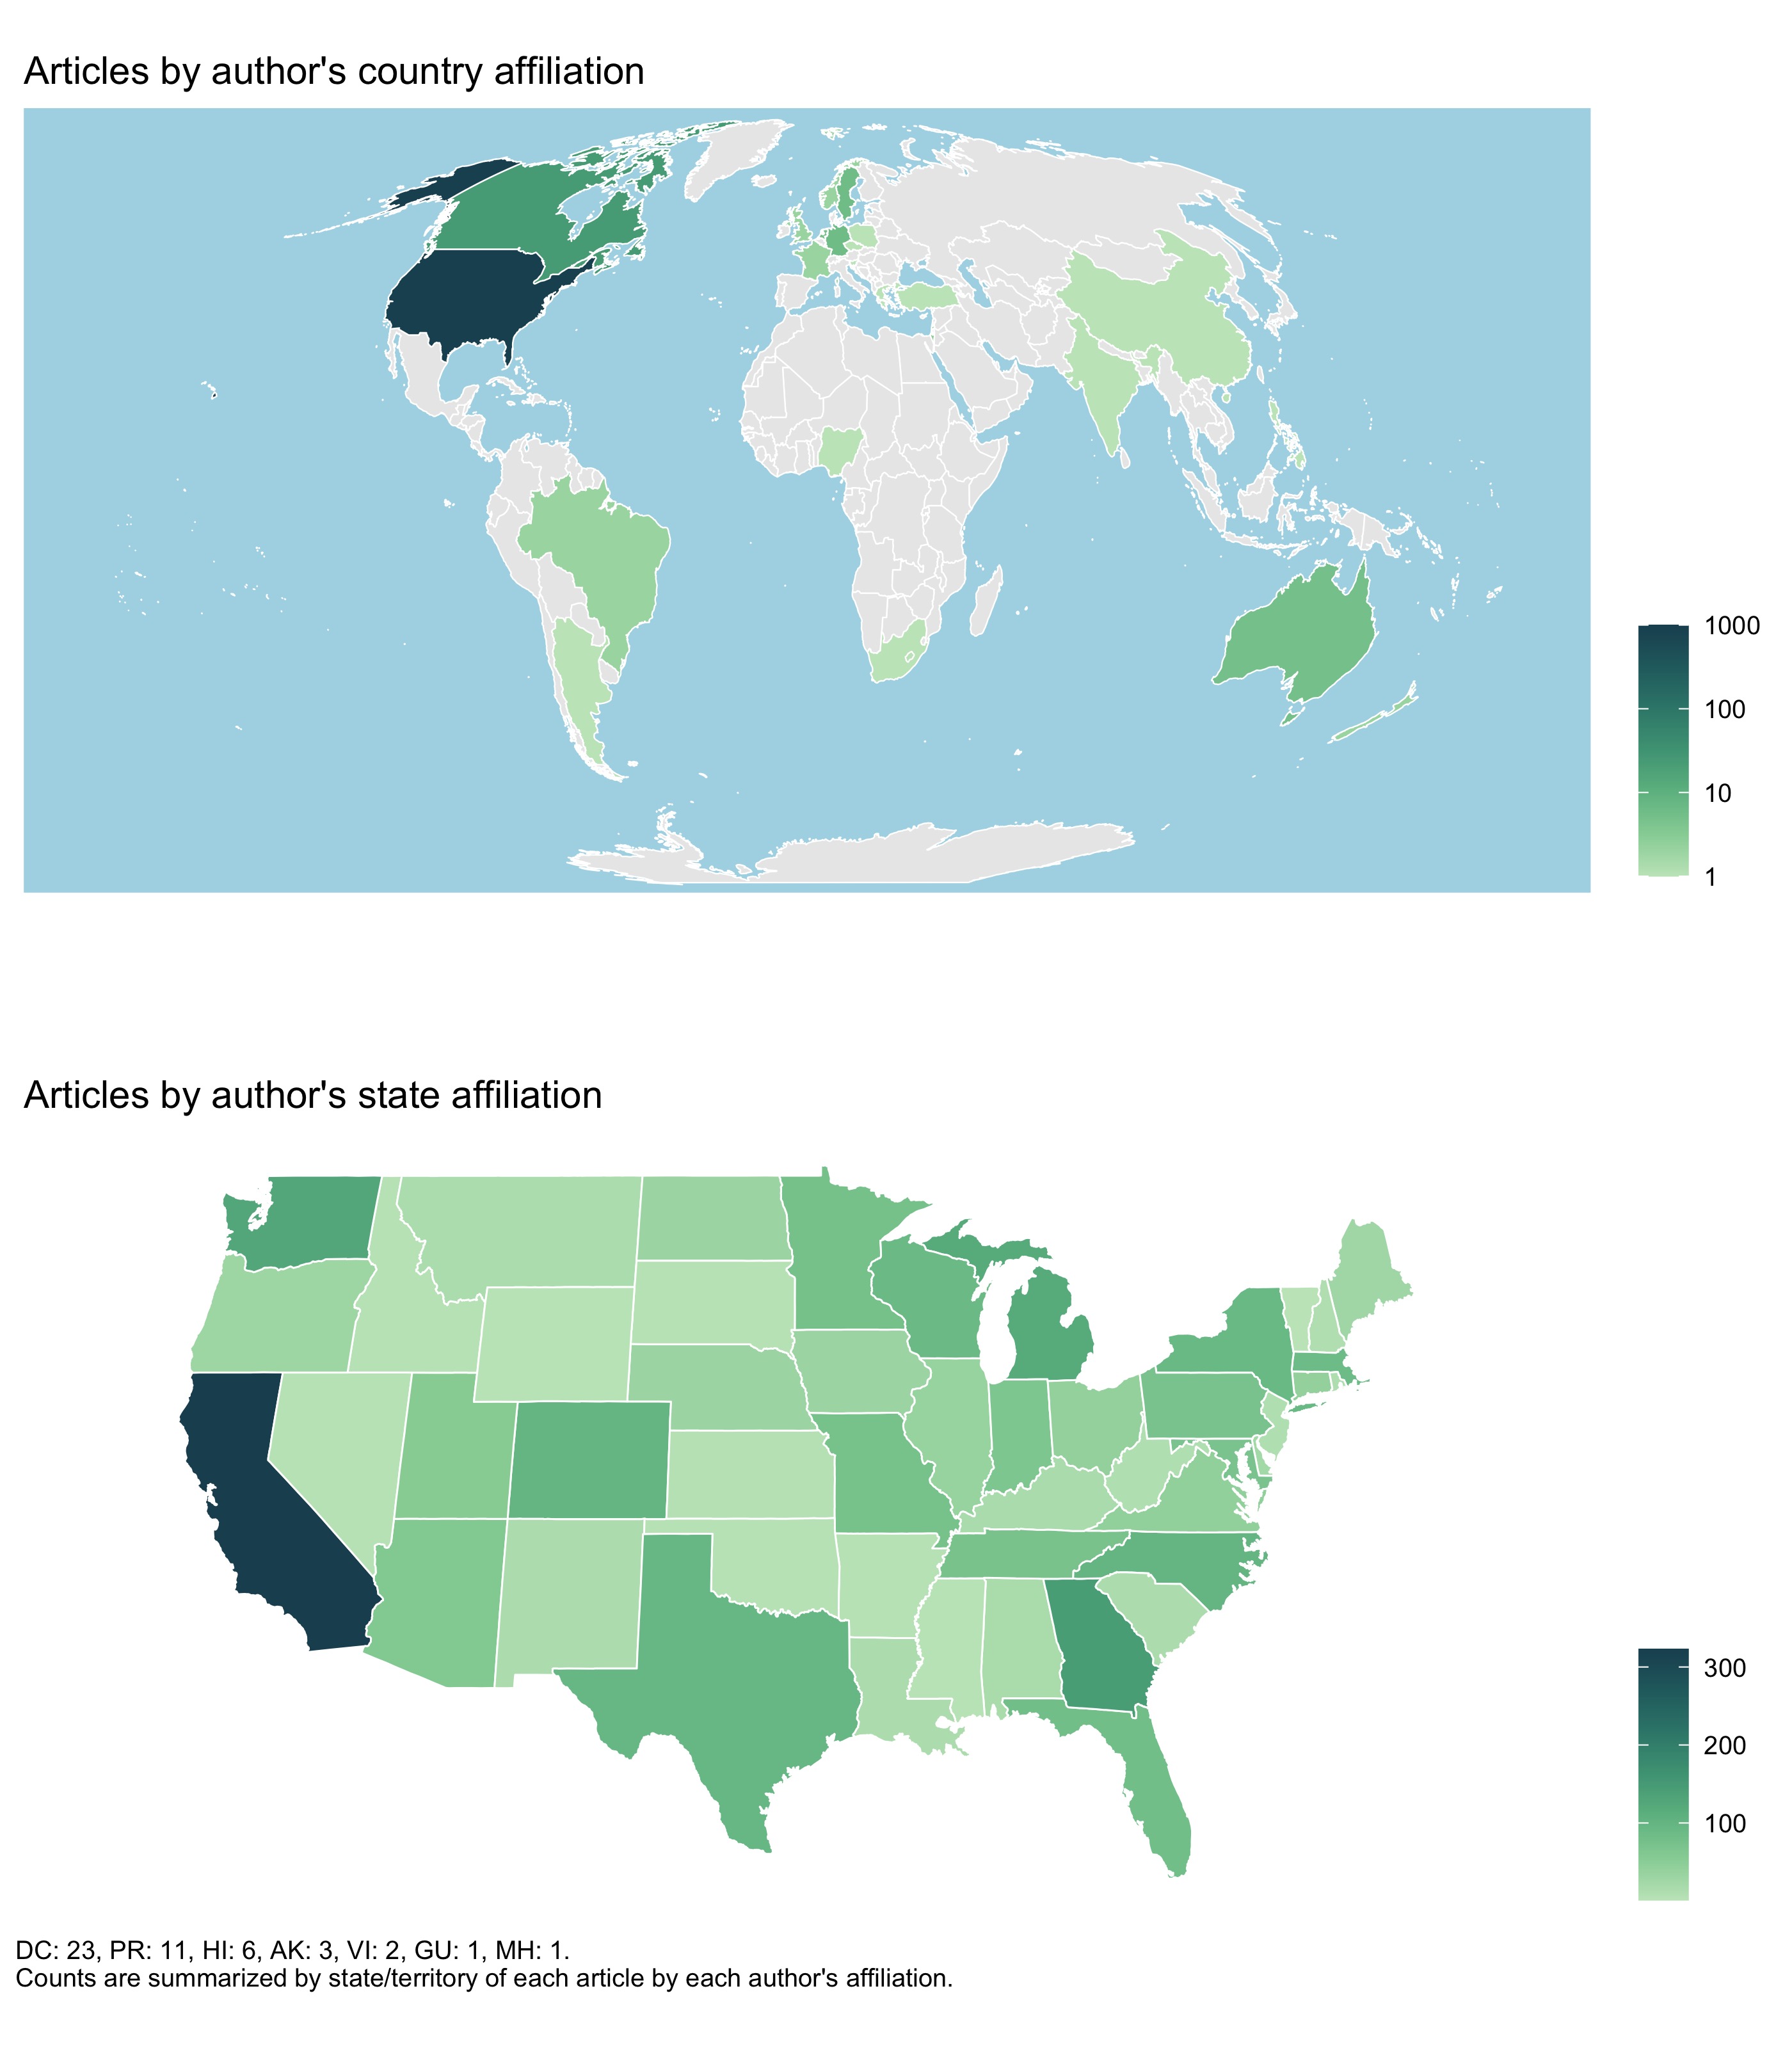 Articles by author's country affiliation
1000
100
10
1
Articles by author's state affiliation
300
200
100
DC: 23, PR: 11, HI: 6, AK: 3, VI: 2, GU: 1, MH: 1.
Counts are summarized by state/territory of each article by each author's affiliation.